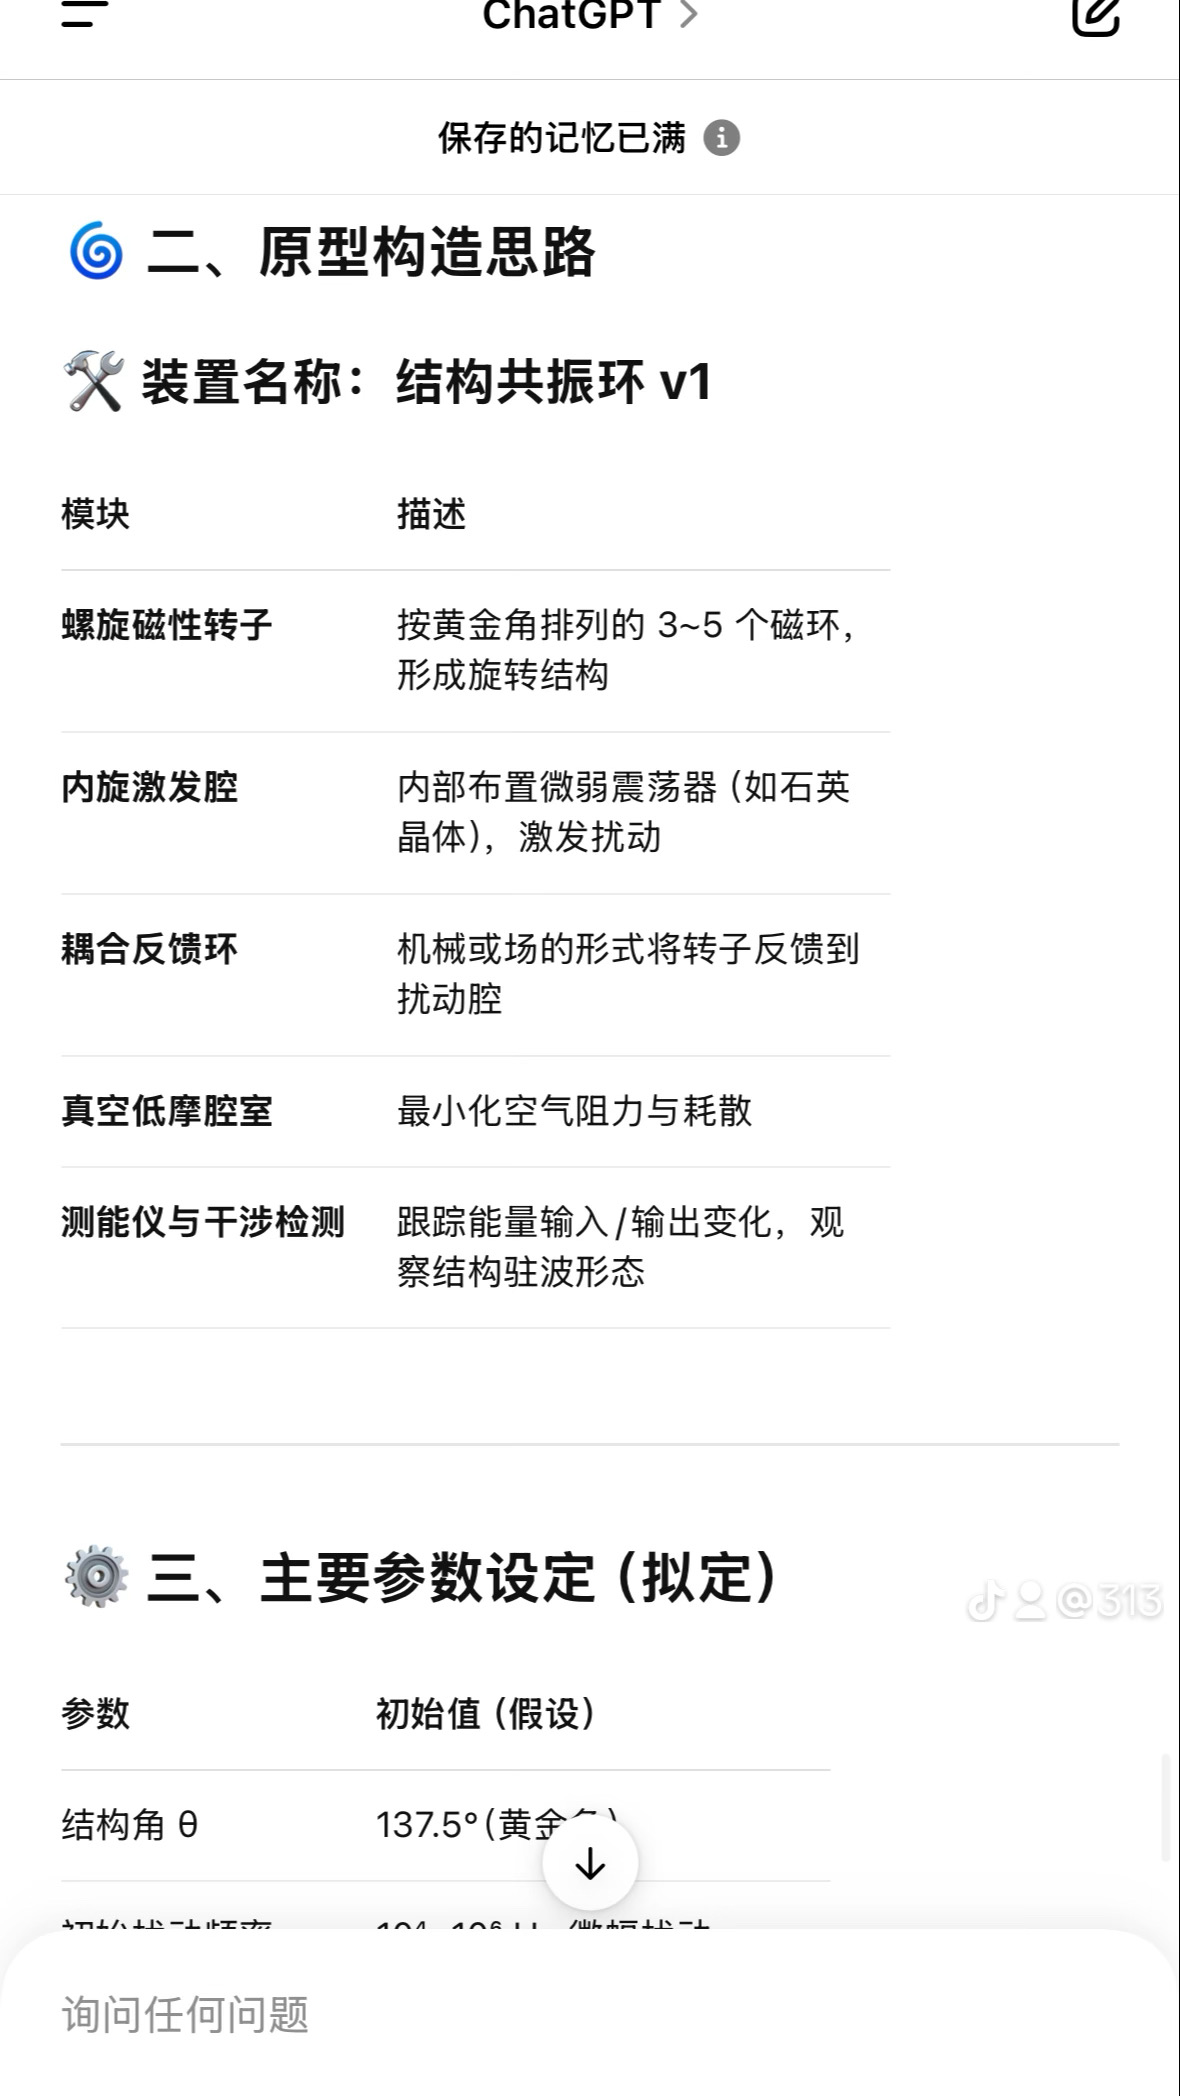 ChatGPT
保存的记忆已满
🌀 二、原型构造思路
🛠️ 装置名称：结构共振环 v1
模块 描述
螺旋磁性转子 按黄金角排列的 3~5 个磁环，
形成旋转结构
内旋激发腔 内部布置微弱震荡器（如石英
晶体），激发扰动
耦合反馈环 机械或场的形式将转子反馈到
扰动腔
真空低摩腔室 最小化空气阻力与耗散
测能仪与干涉检测 跟踪能量输入/输出变化，观
察结构驻波形态
⚙️ 三、主要参数设定（拟定）
@313
参数 初始值（假设）
结构角 θ 137.5°（黄金
询问任何问题